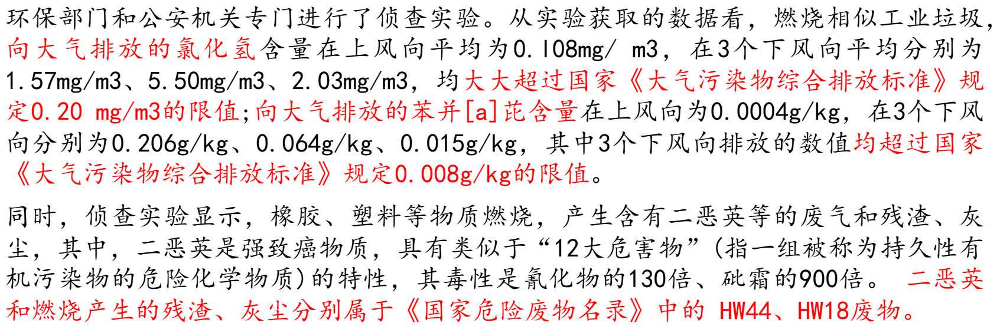 环保部门和公安机关专门进行了侦查实验。从实验获取的数据看，燃烧相似工业垃圾，
向大气排放的氯化氢含量在上风向平均为0.108mg/ m3，在3个下风向平均分别为
1.57mg/m3、5.50mg/m3、2.03mg/m3，均大大超过国家《大气污染物综合排放标准》规
定0.20 mg/m3的限值;向大气排放的苯并[a]芘含量在上风向为0.0004g/kg，在3个下风
向分别为0.206g/kg、0.064g/kg、0.015g/kg，其中3个下风向排放的数值均超过国家
《大气污染物综合排放标准》规定0.008g/kg的限值。
同时，侦查实验显示，橡胶、塑料等物质燃烧，产生含有二恶英等的废气和残渣、灰
尘，其中，二恶英是强致癌物质，具有类似于“12大危害物”(指一组被称为持久性有
机污染物的危险化学物质)的特性，其毒性是氰化物的130倍、砒霜的900倍。 二恶英
和燃烧产生的残渣、灰尘分别属于《国家危险废物名录》中的 HW44、HW18废物。